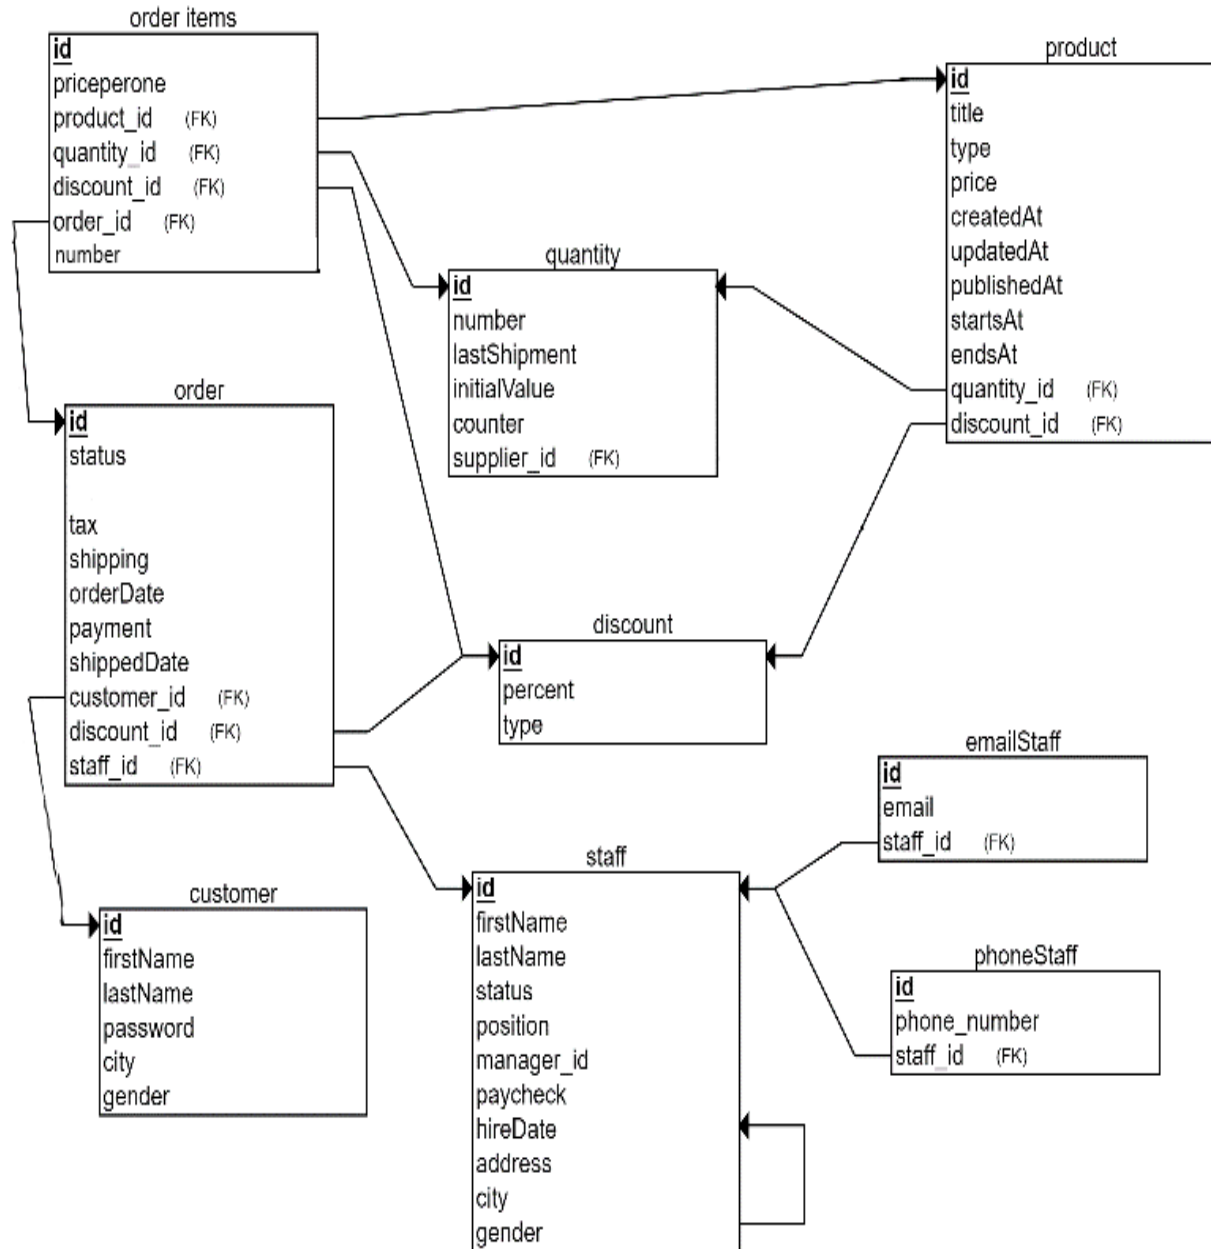 order items
id
priceperone
product_id (FK)
quantity_id (FK)
discount_id (FK)
order_id (FK)
number
product
id
title
type
price
createdAt
updatedAt
publishedAt
startsAt
endsAt
quantity_id (FK)
discount_id (FK)
quantity
id
number
lastShipment
initialValue
counter
supplier_id (FK)
order
id
status
tax
shipping
orderDate
payment
shippedDate
customer_id (FK)
discount_id (FK)
staff_id (FK)
discount
id
percent
type
emailStaff
id
email
staff_id (FK)
customer
id
firstName
lastName
password
city
gender
staff
id
firstName
lastName
status
position
manager_id
paycheck
hireDate
address
city
gender
phoneStaff
id
phone_number
staff_id (FK)